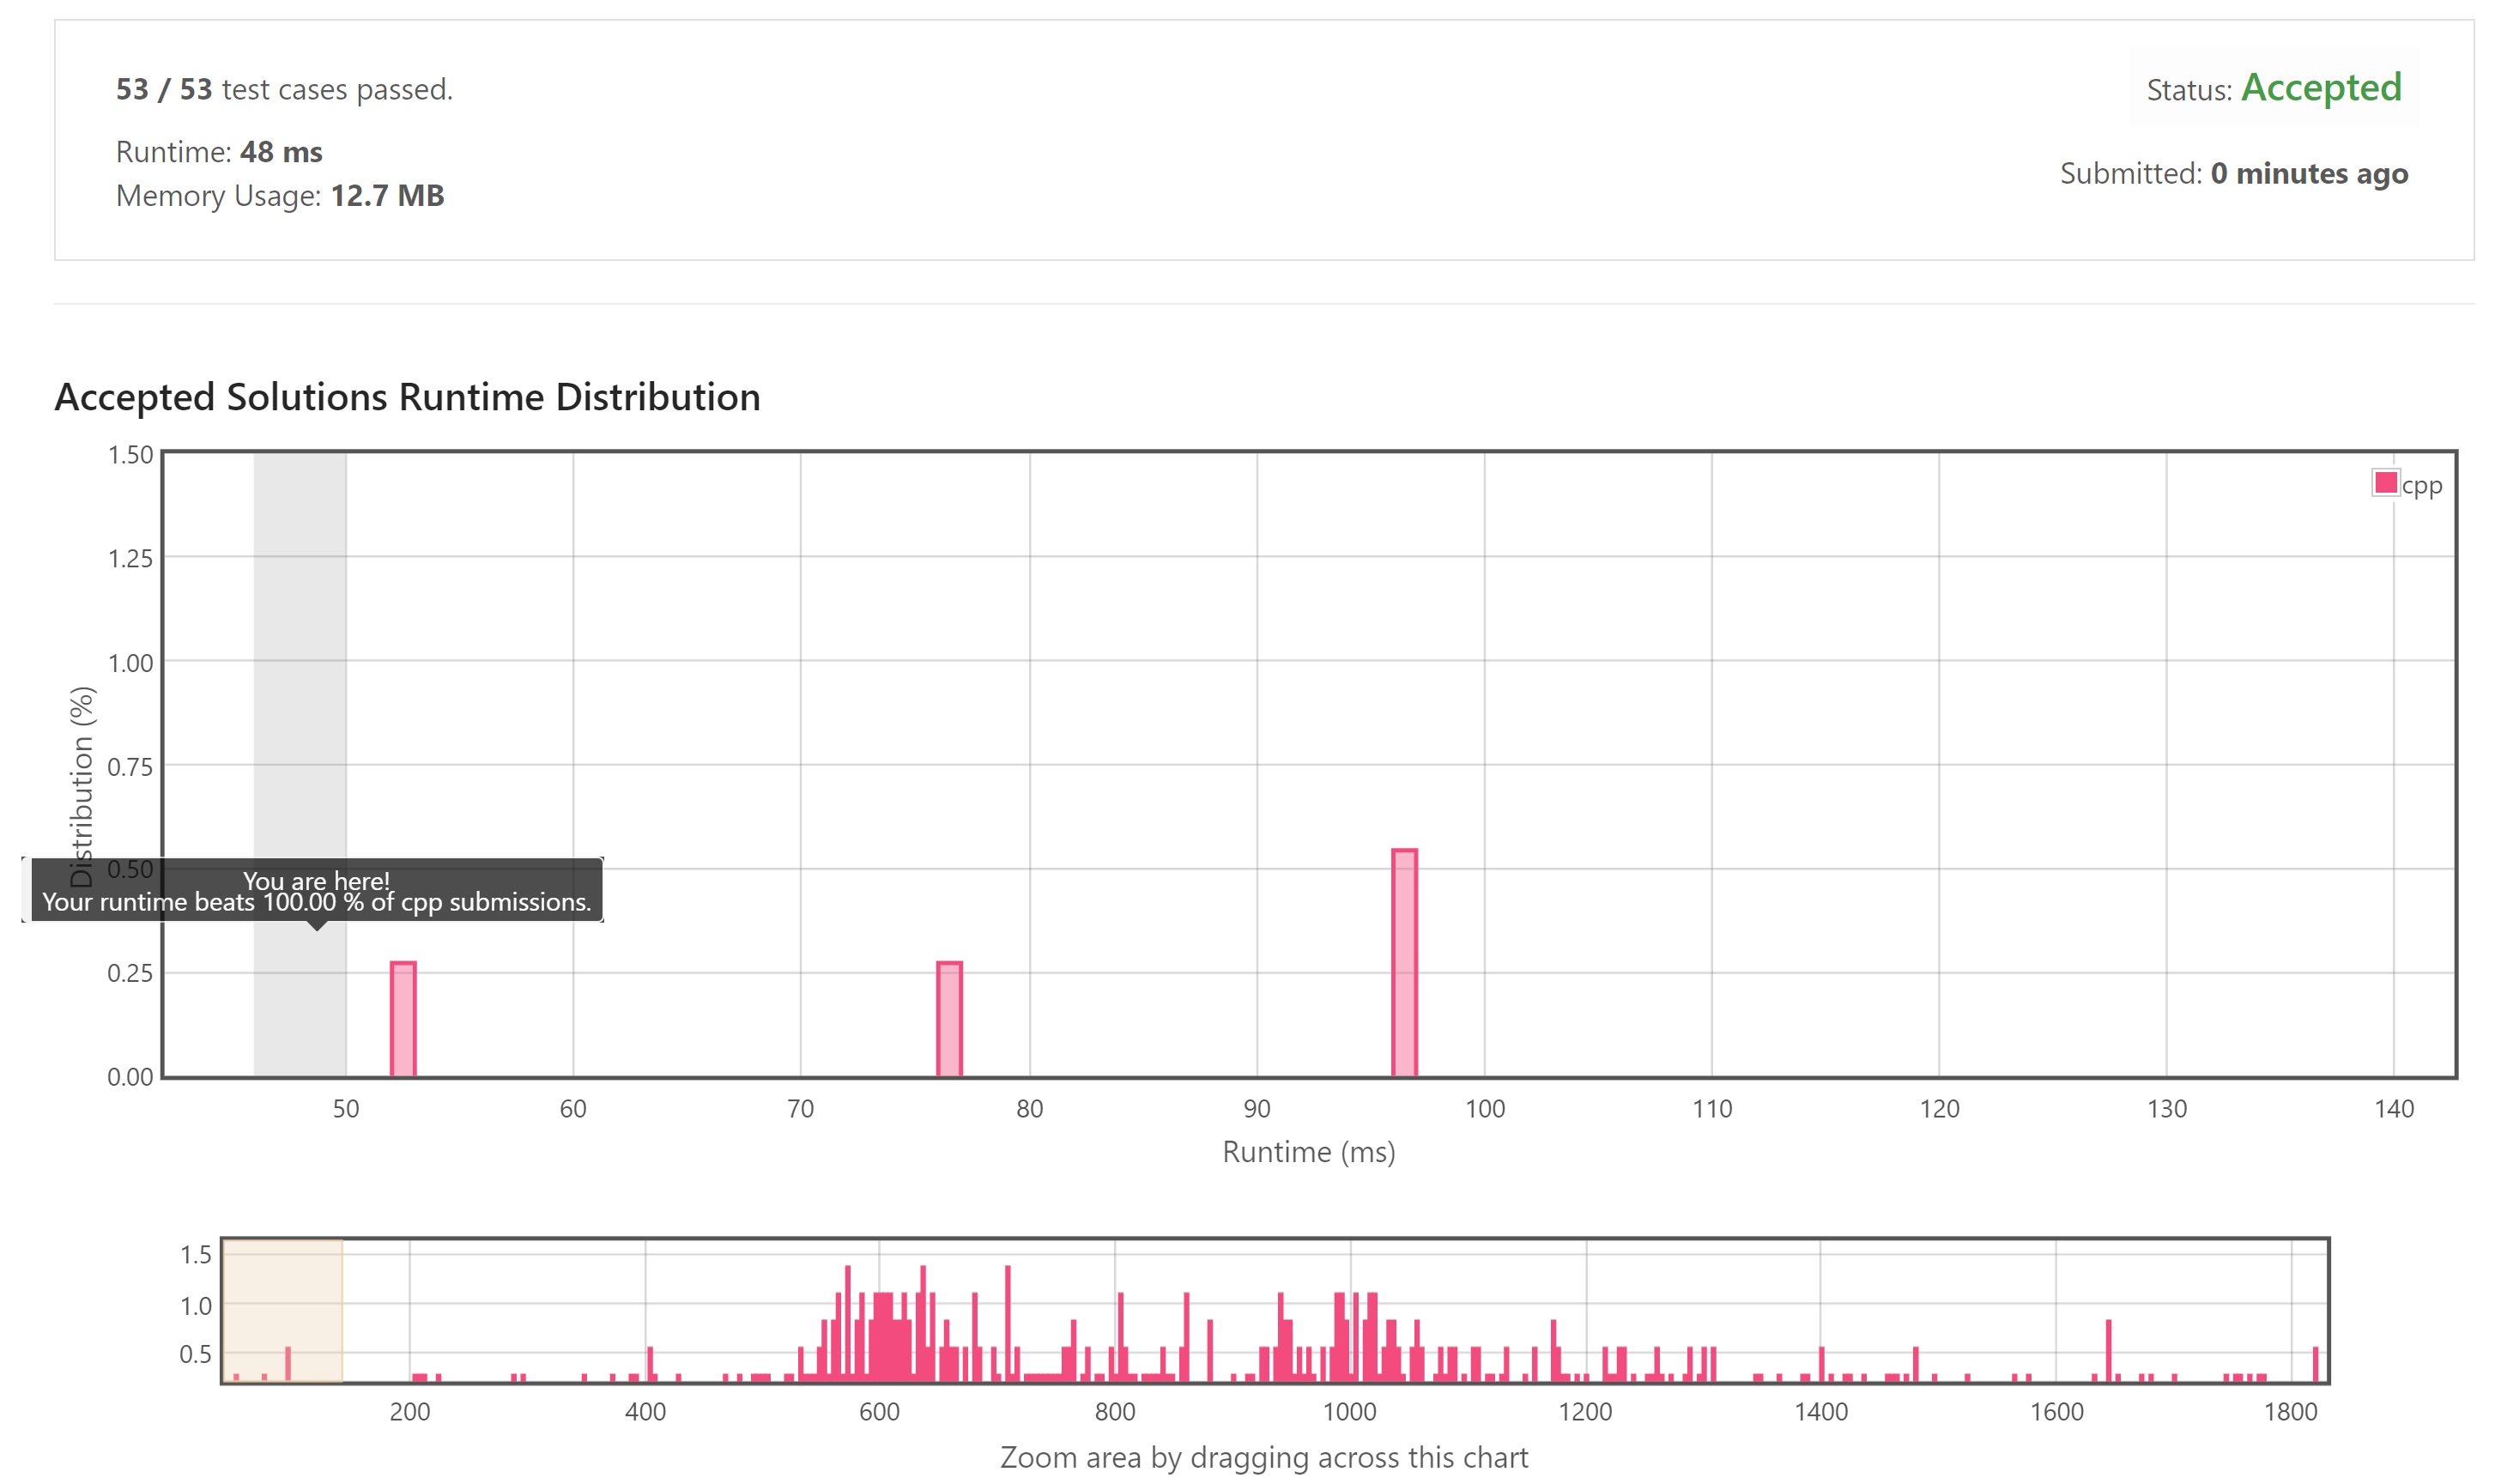 53 / 53 test cases passed.
Status: Accepted
Runtime: 48 ms
Submitted: 0 minutes ago
Memory Usage: 12.7 MB
Accepted Solutions Runtime Distribution
1.50
cpp
1.25
1.00
0.75
Distribution (%)
0.50
You are here!
Your runtime beats 100.00 % of cpp submissions.
0.25
0.00
50 60 70 80 90 100 110 120 130 140
Runtime (ms)
1.5
1.0
0.5
200 400 600 800 1000 1200 1400 1600 1800
Zoom area by dragging across this chart